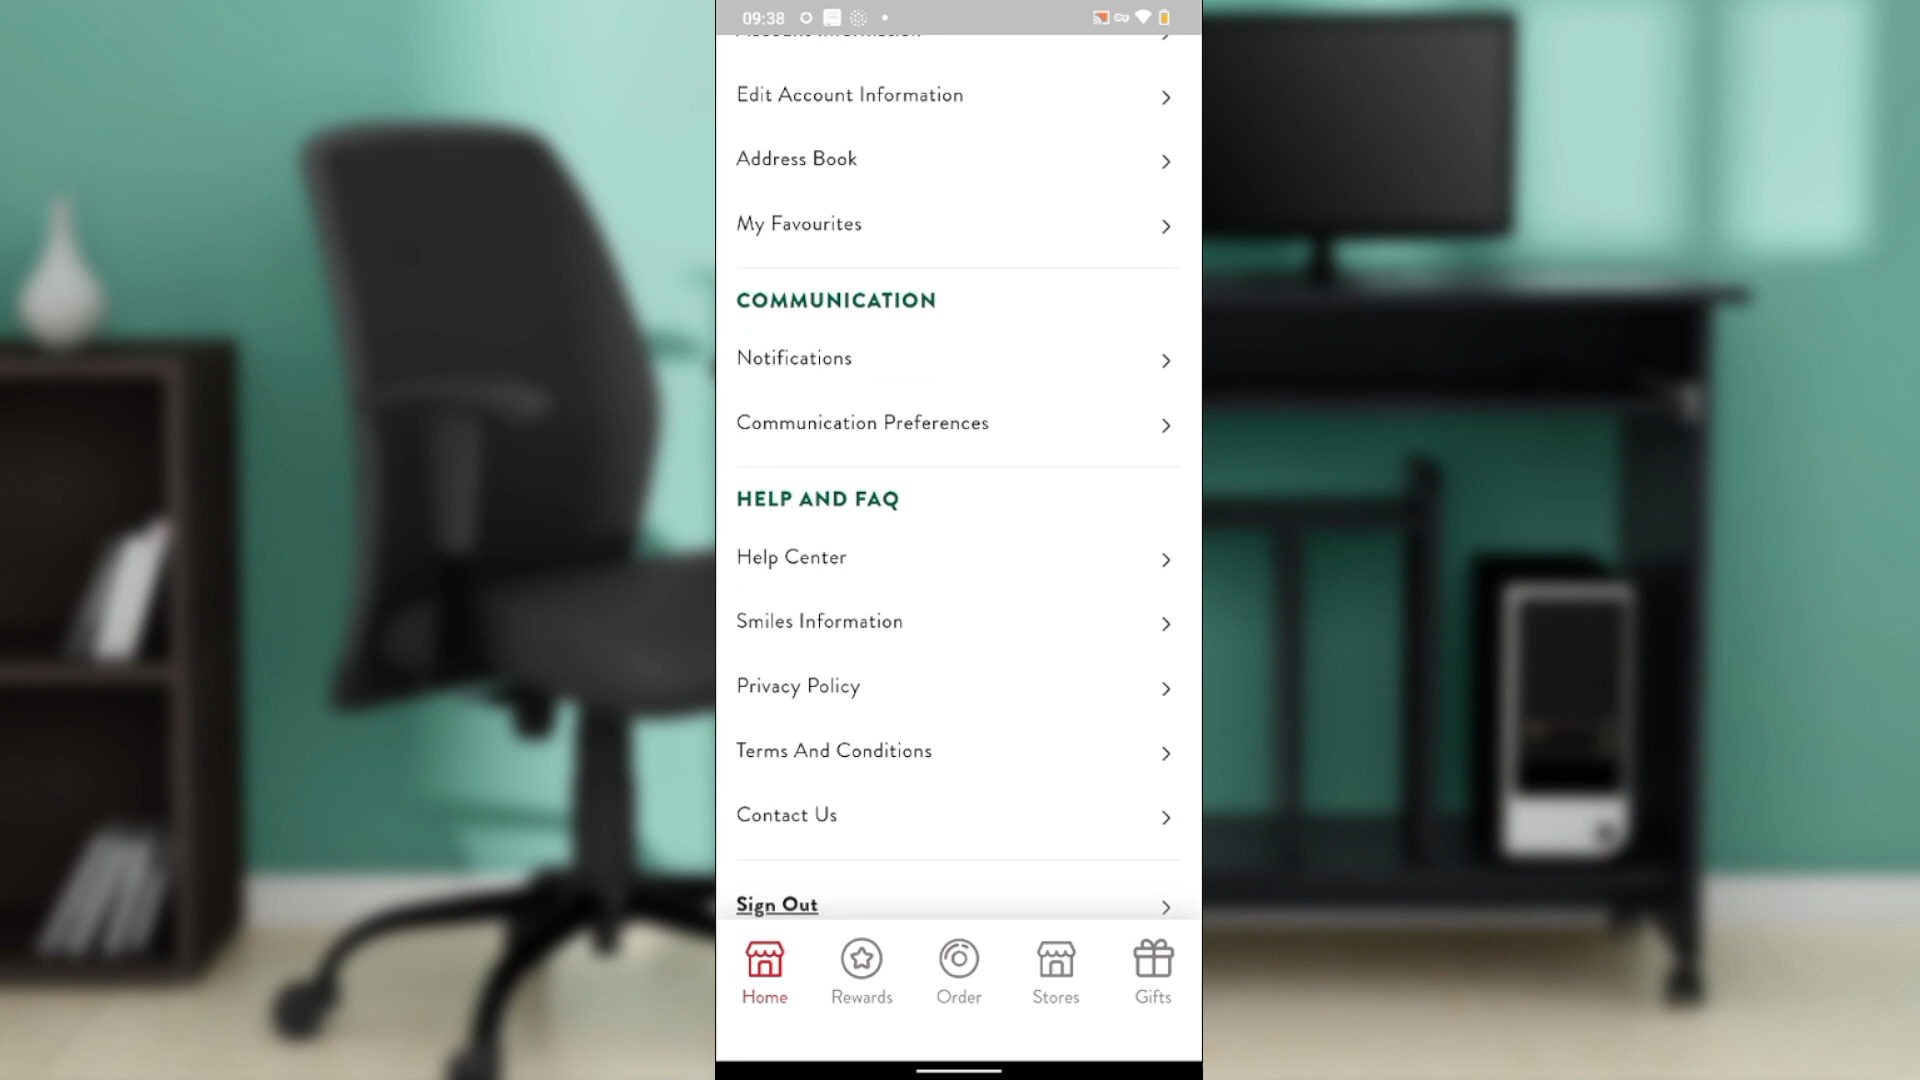 09:38
Edit Account Information
Address Book
My Favourites
COMMUNICATION
Notifications
Communication Preferences
HELP AND FAQ
Help Center
Smiles Information
Privacy Policy
Terms And Conditions
Contact Us
Sign Out
Home
Rewards
Order
Stores
Gifts